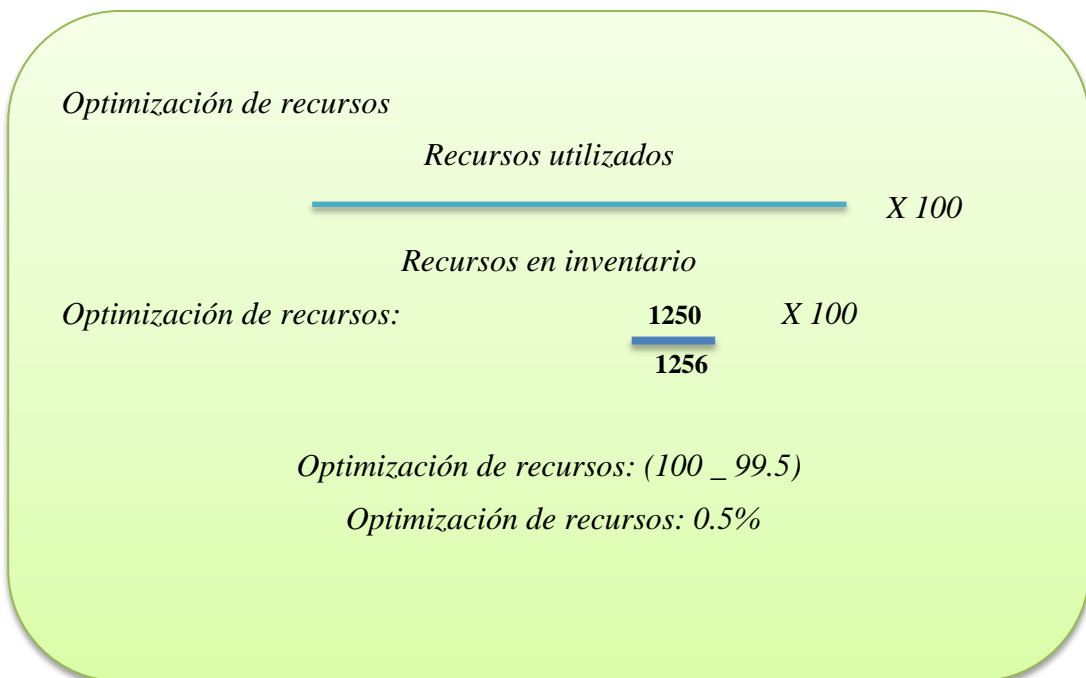 Optimización de recursos
Recursos utilizados
X 100
Recursos en inventario
Optimización de recursos: 1250 X 100
1256
Optimización de recursos: (100 _ 99.5)
Optimización de recursos: 0.5%